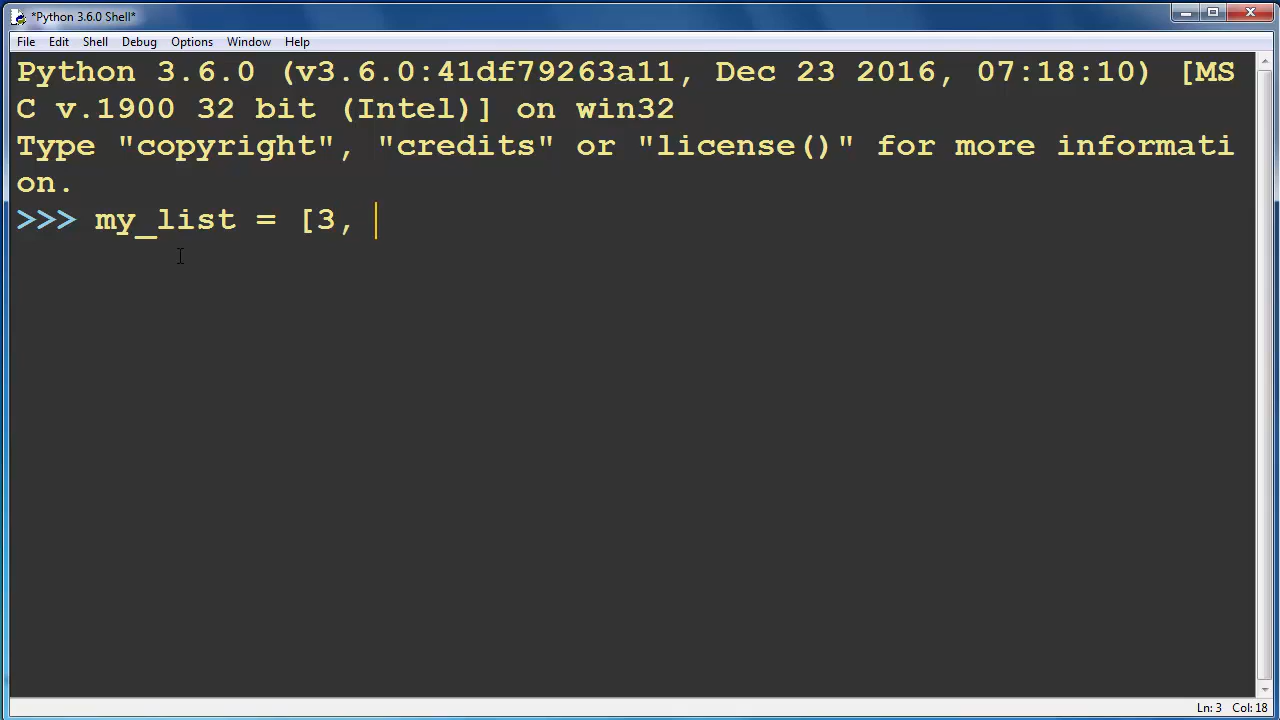 *Python 3.6.0 Shell*
File Edit Shell Debug Options Window Help
Python 3.6.0 (v3.6.0:41df79263a11, Dec 23 2016, 07:18:10) [MS
C v.1900 32 bit (Intel)] on win32
Type "copyright", "credits" or "license()" for more informati
on.
>>> my_list = [3,
Ln: 3 Col: 18